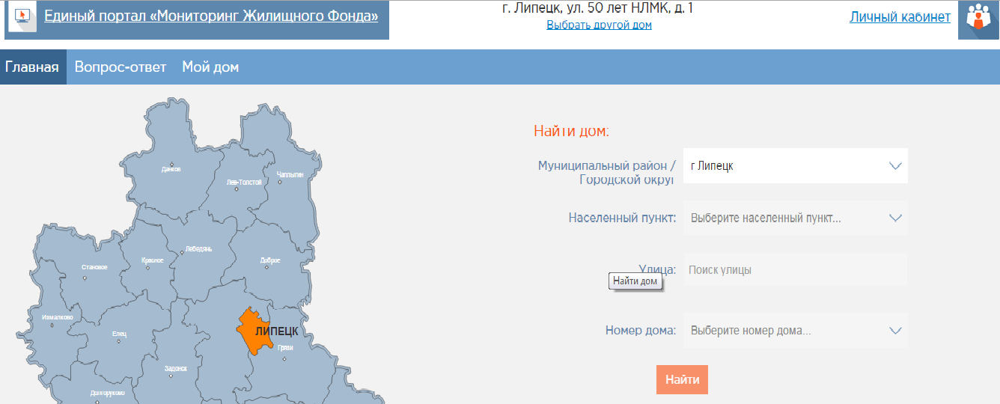 Единый портал «Мониторинг Жилищного Фонда»
г. Липецк, ул. 50 лет НЛМК, д. 1
Выбрать другой дом
Личный кабинет
Главная
Вопрос-ответ
Мой дом
Данков
Лев-Толстой
Чаплыгин
Лебедянь
Красное
Становое
Доброе
Измалково
Елец
ЛИПЕЦК
Грязи
Задонск
Долгоруково
Найти дом:
Муниципальный район /
Городской округ
г Липецк
Населенный пункт:
Выберите населенный пункт...
Улица:
Поиск улицы
Найти дом
Номер дома:
Выберите номер дома...
Найти